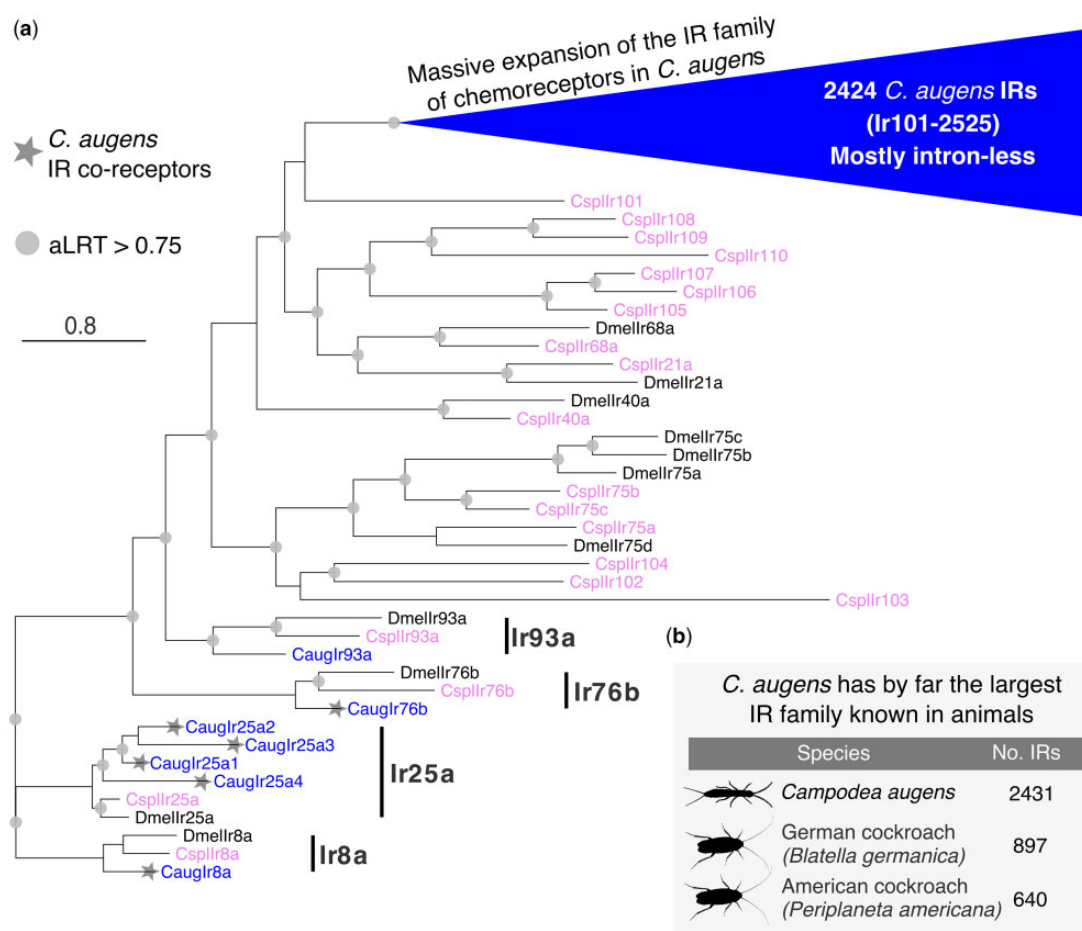 (a)
Massive expansion of the IR family
of chemoreceptors in C. augens
2424 C. augens IRs
(Ir101-2525)
Mostly intron-less
C. augens
IR co-receptors
aLRT > 0.75
0.8
CspIIr101
CspIIr108
CspIIr109
CspIIr110
CspIIr107
CspIIr106
CspIIr105
DmelIr68a
CspIIr68a
CspIIr21a
DmelIr21a
DmelIr40a
CspIIr40a
DmelIr75c
DmelIr75b
DmelIr75a
CspIIr75b
CspIIr75c
CspIIr75a
DmelIr75d
CspIIr104
CspIIr102
CspIIr103
DmelIr93a
CspIIr93a
CaugIr93a
Ir93a
DmelIr76b
CspIIr76b
CaugIr76b
Ir76b
CaugIr25a2
CaugIr25a3
CaugIr25a1
CaugIr25a4
CspIIr25a
DmelIr25a
Ir25a
DmelIr8a
CspIIr8a
CaugIr8a
Ir8a
(b)
C. augens has by far the largest
IR family known in animals
Species No. IRs
Campodea augens 2431
German cockroach
(Blatella germanica) 897
American cockroach
(Periplaneta americana) 640